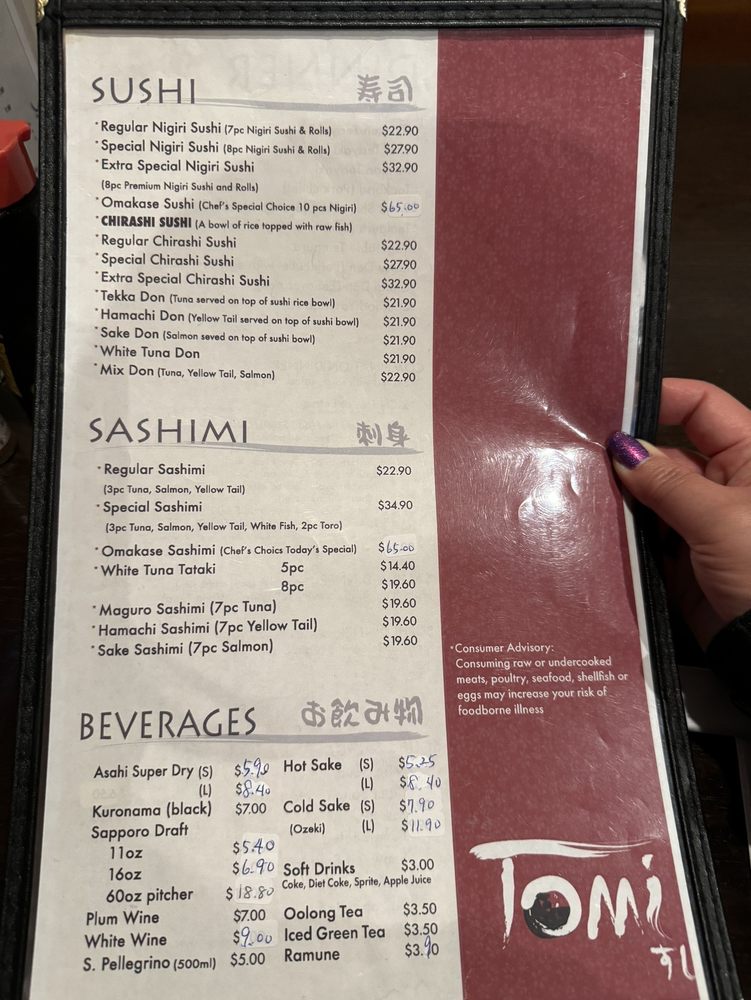 SUSHI 寿司
*Regular Nigiri Sushi (7pc Nigiri Sushi & Rolls) $22.90
*Special Nigiri Sushi (8pc Nigiri Sushi & Rolls) $27.90
*Extra Special Nigiri Sushi $32.90
(8pc Premium Nigiri Sushi and Rolls)
*Omakase Sushi (Chef's Special Choice 10 pcs Nigiri) $65.00
*CHIRASHI SUSHI (A bowl of rice topped with raw fish)
*Regular Chirashi Sushi $22.90
*Special Chirashi Sushi $27.90
*Extra Special Chirashi Sushi $32.90
*Tekka Don (Tuna served on top of sushi rice bowl) $21.90
*Hamachi Don (Yellow Tail served on top of sushi bowl) $21.90
*Sake Don (Salmon seved on top of sushi bowl) $21.90
*White Tuna Don $21.90
*Mix Don (Tuna, Yellow Tail, Salmon) $22.90
SASHIMI 刺身
*Regular Sashimi $22.90
(3pc Tuna, Salmon, Yellow Tail)
*Special Sashimi $34.90
(3pc Tuna, Salmon, Yellow Tail, White Fish, 2pc Toro)
*Omakase Sashimi (Chef's Choics Today's Special) $65.00
*White Tuna Tataki 5pc $14.40
8pc $19.60
*Maguro Sashimi (7pc Tuna) $19.60
*Hamachi Sashimi (7pc Yellow Tail) $19.60
*Sake Sashimi (7pc Salmon) $19.60
BEVERAGES お飲み物
Asahi Super Dry (S) $5.90
(L) $8.40
Kuronama (black) $7.00
Sapporo Draft
11oz $5.40
16oz $6.90
60oz pitcher $18.80
Plum Wine $7.00
White Wine $9.00
S. Pellegrino (500ml) $5.00
Hot Sake (S) $5.25
(L) $8.40
Cold Sake (S) $7.90
(Ozeki) (L) $11.90
Soft Drinks $3.00
Coke, Diet Coke, Sprite, Apple Juice
Oolong Tea $3.50
Iced Green Tea $3.50
Ramune $3.90
*Consumer Advisory:
Consuming raw or undercooked
meats, poultry, seafood, shellfish or
eggs may increase your risk of
foodborne illness
TOMi
すし